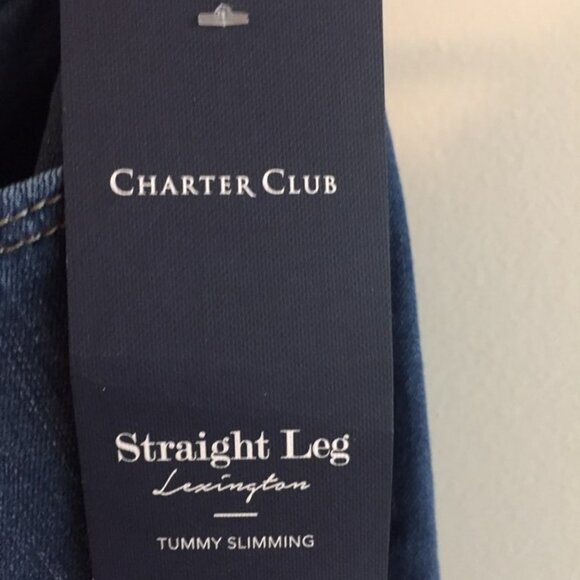 CHARTER CLUB
Straight Leg
Lexington
TUMMY SLIMMING